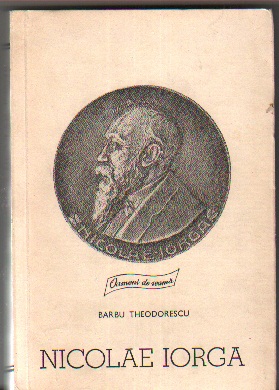 NICOLAE IORGA
Oameni de seamă
BARBU THEODORESCU
NICOLAE IORGA